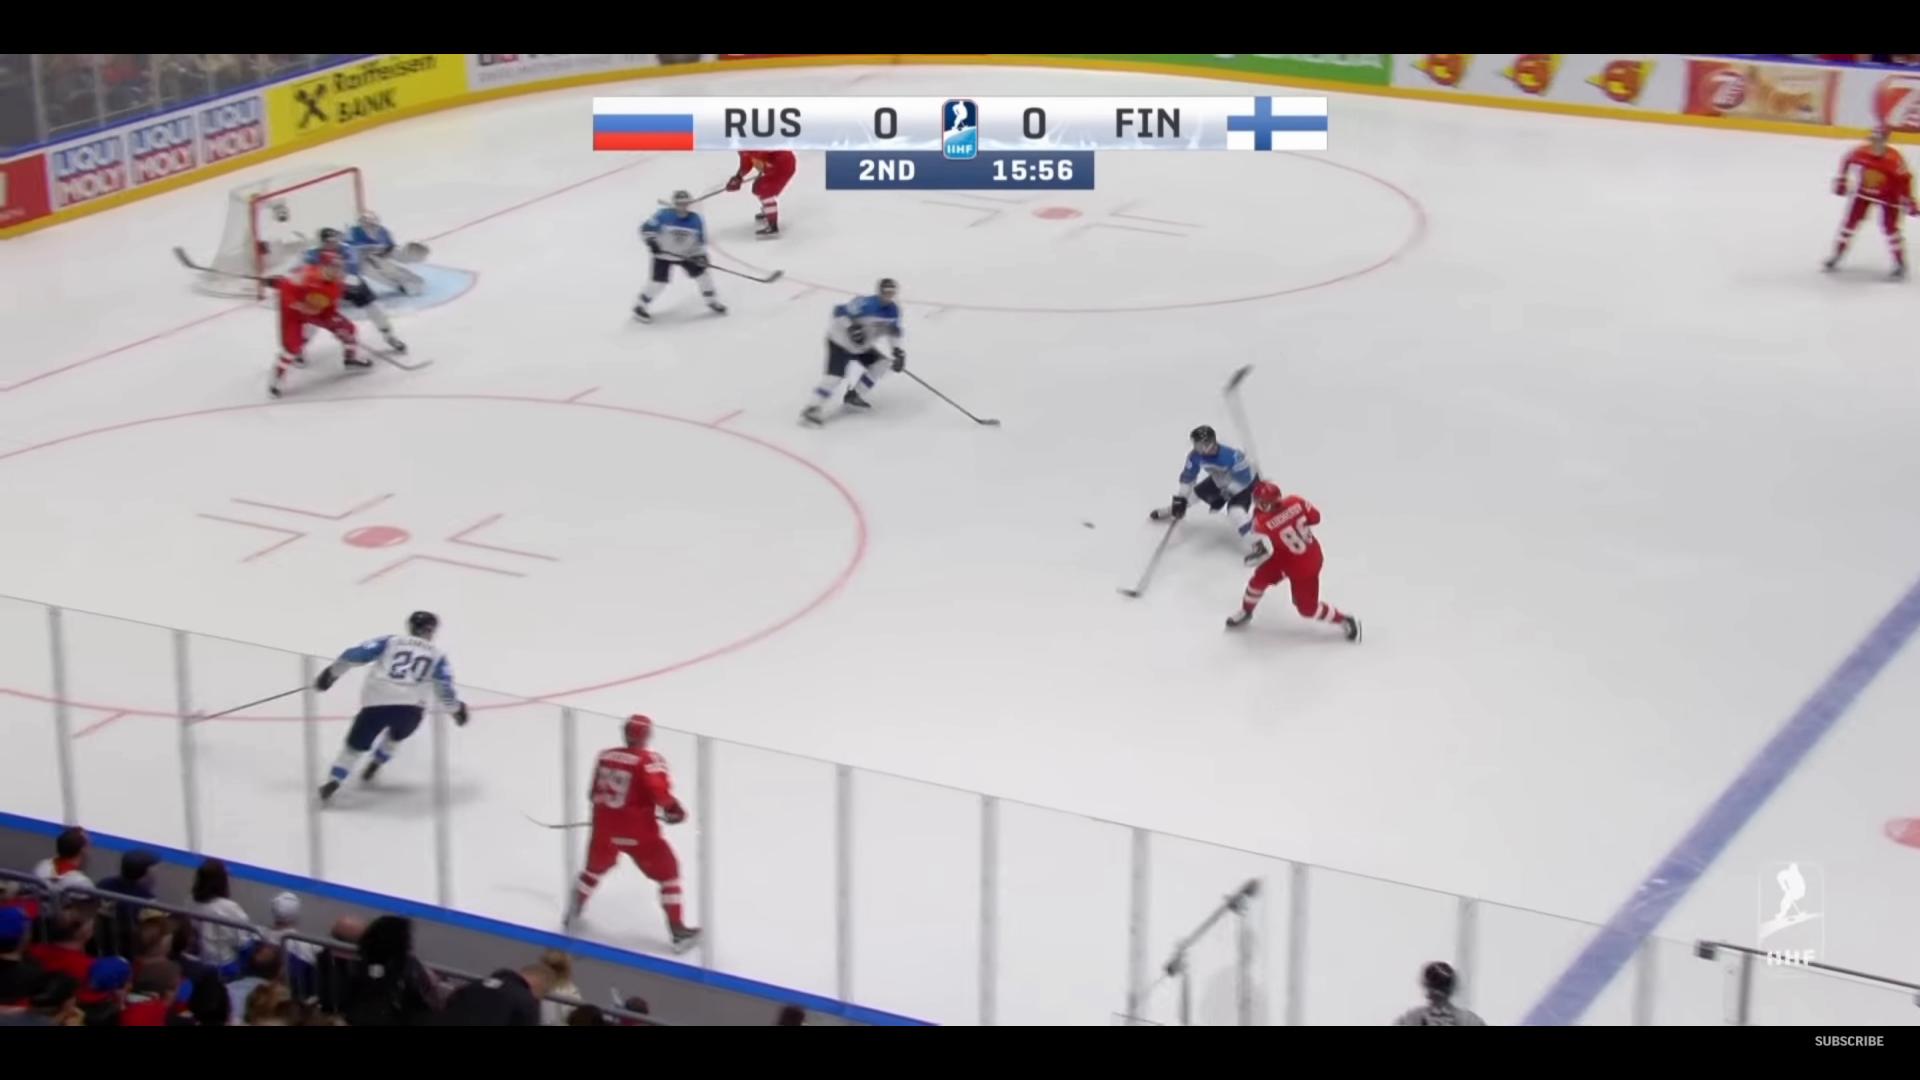 Raiffeisen
BANK
LIQUI
MOLY
LIQUI
MOLY
LIQUI
MOLY
RUS 0 IIHF 0 FIN
2ND 15:56
86
20
IIHF
SUBSCRIBE